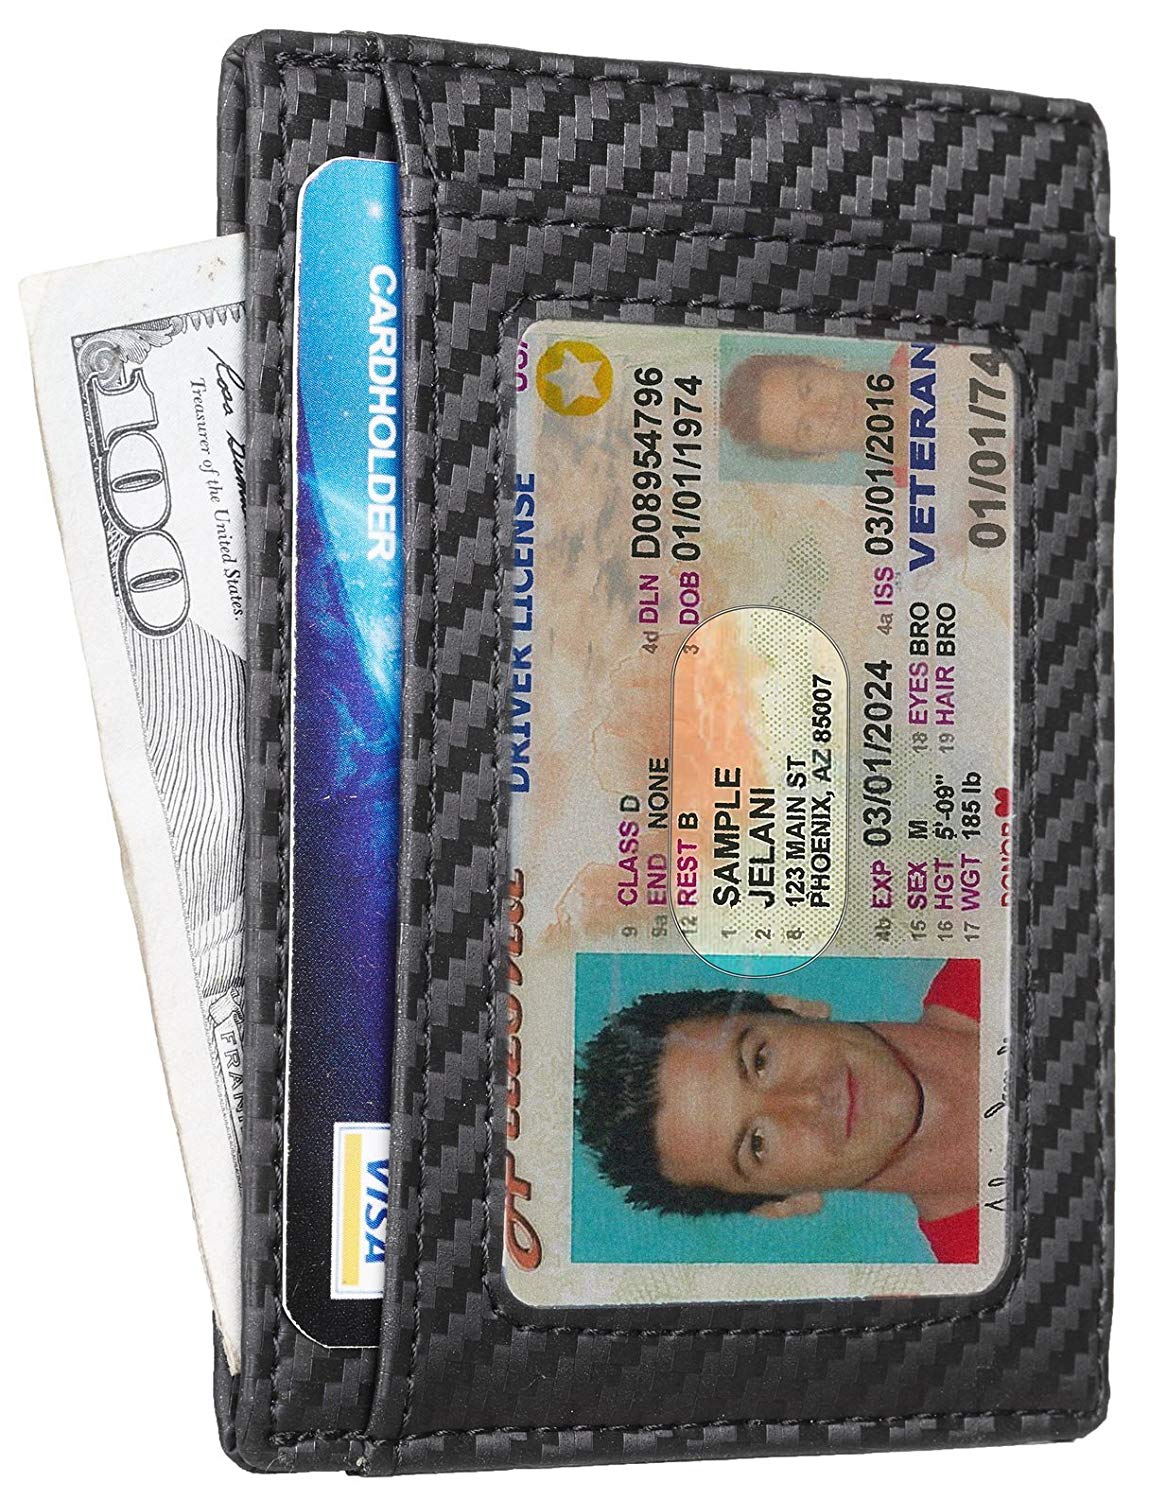 100
Treasurer of the United States.
CARDHOLDER
VISA
DRIVER LICENSE
9 CLASS D
9a END NONE
12 REST B
4d DLN D08954796
3 DOB 01/01/1974
1 SAMPLE
2 JELANI
8 123 MAIN ST
PHOENIX, AZ 85007
4b EXP 03/01/2024
4a ISS 03/01/2016
15 SEX M
18 EYES BRO
16 HGT 5'-09"
19 HAIR BRO
17 WGT 185 lb
VETERAN
01/01/74